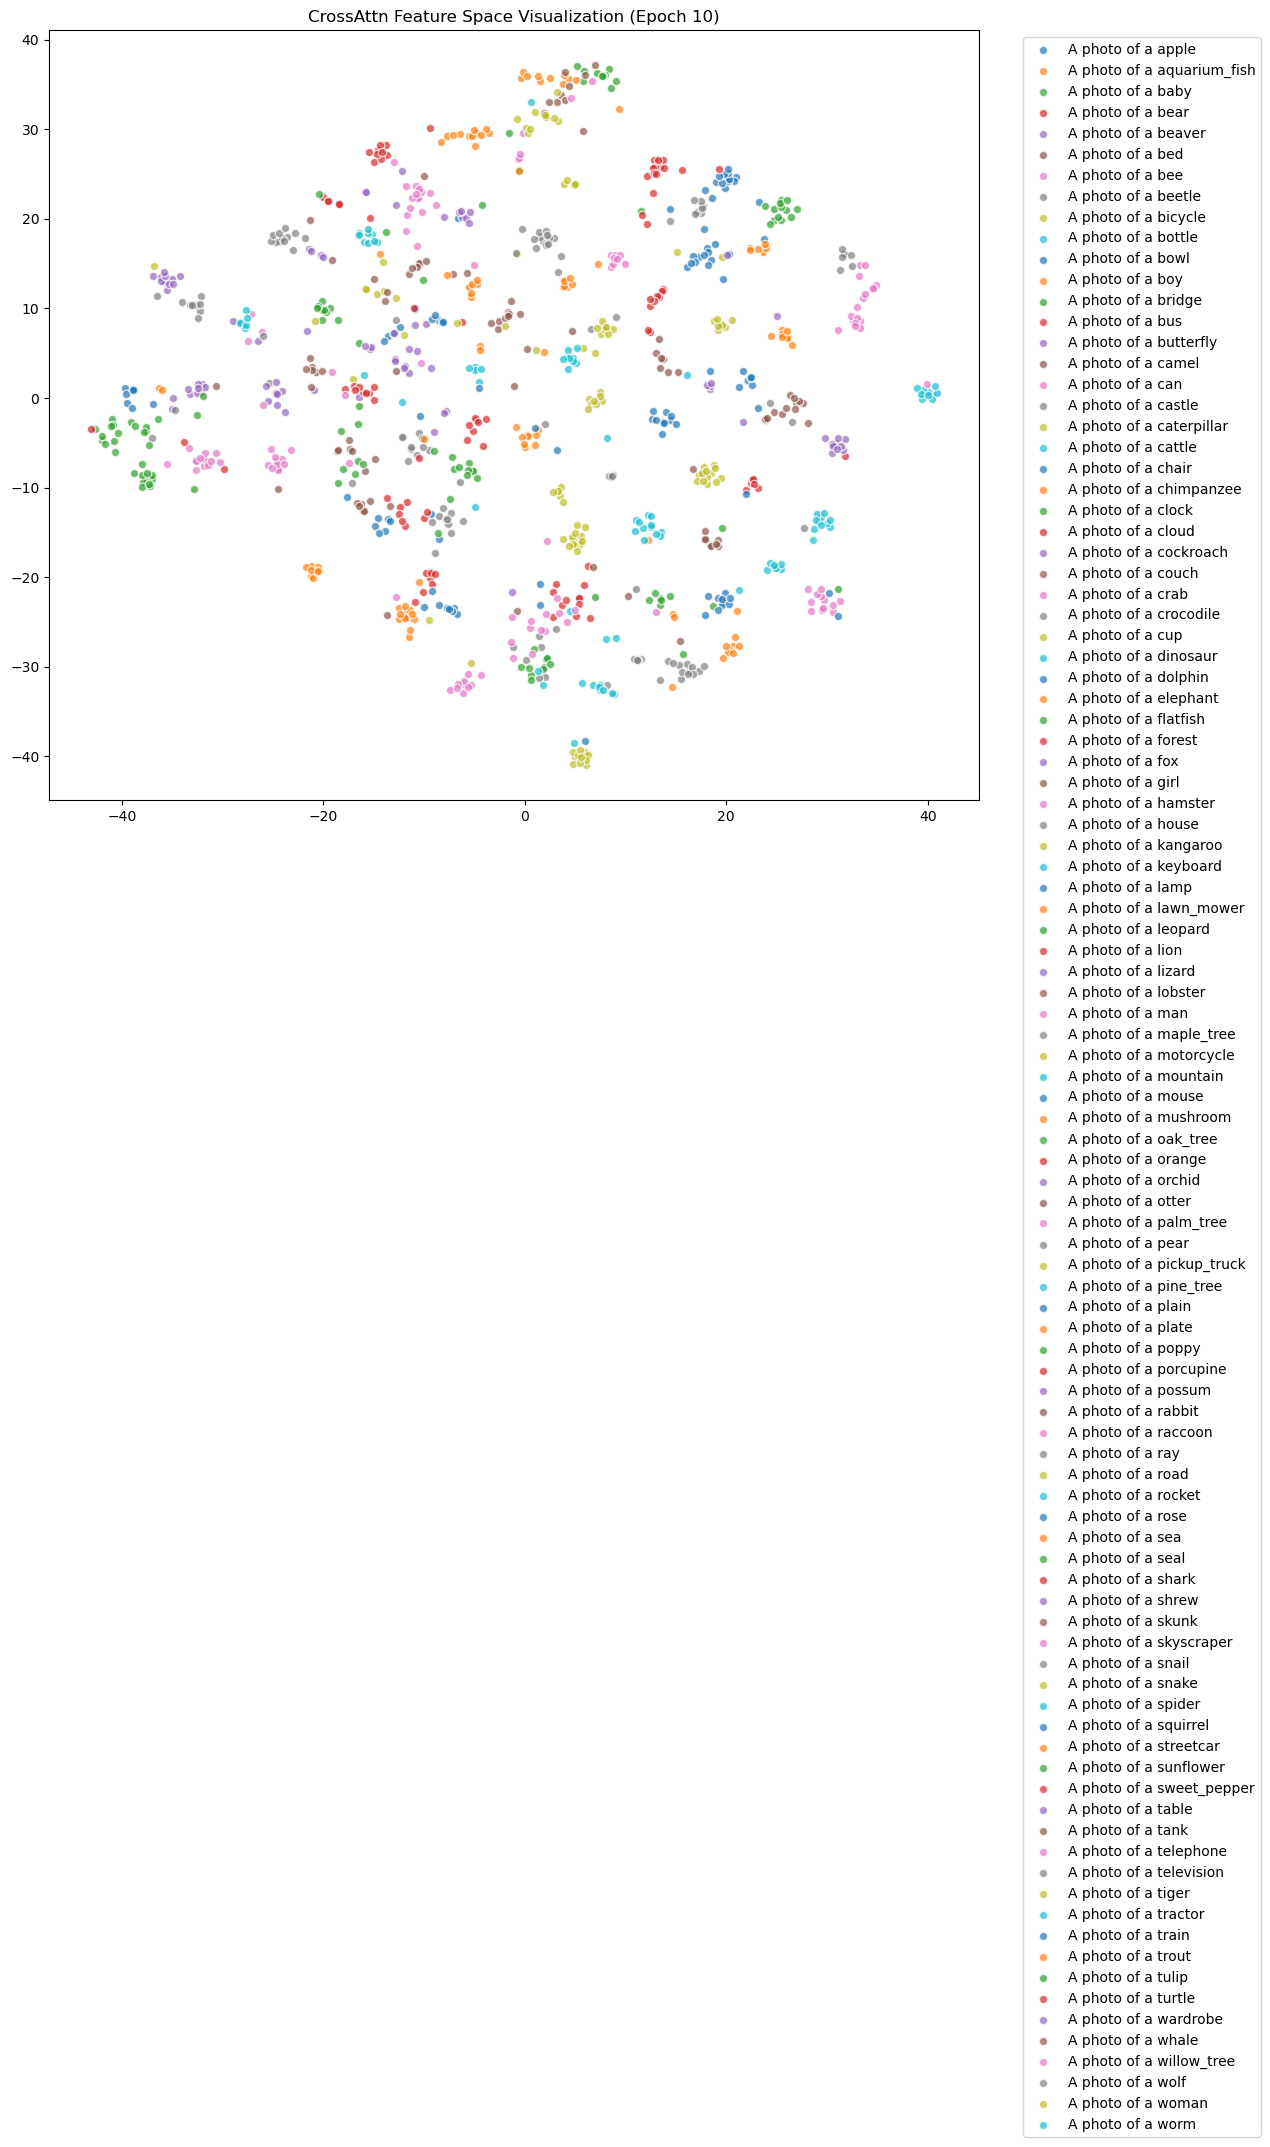 CrossAttn Feature Space Visualization (Epoch 10)
40
30
20
10
0
−10
−20
−30
−40
−40
−20
0
20
40
A photo of a apple
A photo of a aquarium_fish
A photo of a baby
A photo of a bear
A photo of a beaver
A photo of a bed
A photo of a bee
A photo of a beetle
A photo of a bicycle
A photo of a bottle
A photo of a bowl
A photo of a boy
A photo of a bridge
A photo of a bus
A photo of a butterfly
A photo of a camel
A photo of a can
A photo of a castle
A photo of a caterpillar
A photo of a cattle
A photo of a chair
A photo of a chimpanzee
A photo of a clock
A photo of a cloud
A photo of a cockroach
A photo of a couch
A photo of a crab
A photo of a crocodile
A photo of a cup
A photo of a dinosaur
A photo of a dolphin
A photo of a elephant
A photo of a flatfish
A photo of a forest
A photo of a fox
A photo of a girl
A photo of a hamster
A photo of a house
A photo of a kangaroo
A photo of a keyboard
A photo of a lamp
A photo of a lawn_mower
A photo of a leopard
A photo of a lion
A photo of a lizard
A photo of a lobster
A photo of a man
A photo of a maple_tree
A photo of a motorcycle
A photo of a mountain
A photo of a mouse
A photo of a mushroom
A photo of a oak_tree
A photo of a orange
A photo of a orchid
A photo of a otter
A photo of a palm_tree
A photo of a pear
A photo of a pickup_truck
A photo of a pine_tree
A photo of a plain
A photo of a plate
A photo of a poppy
A photo of a porcupine
A photo of a possum
A photo of a rabbit
A photo of a raccoon
A photo of a ray
A photo of a road
A photo of a rocket
A photo of a rose
A photo of a sea
A photo of a seal
A photo of a shark
A photo of a shrew
A photo of a skunk
A photo of a skyscraper
A photo of a snail
A photo of a snake
A photo of a spider
A photo of a squirrel
A photo of a streetcar
A photo of a sunflower
A photo of a sweet_pepper
A photo of a table
A photo of a tank
A photo of a telephone
A photo of a television
A photo of a tiger
A photo of a tractor
A photo of a train
A photo of a trout
A photo of a tulip
A photo of a turtle
A photo of a wardrobe
A photo of a whale
A photo of a willow_tree
A photo of a wolf
A photo of a woman
A photo of a worm